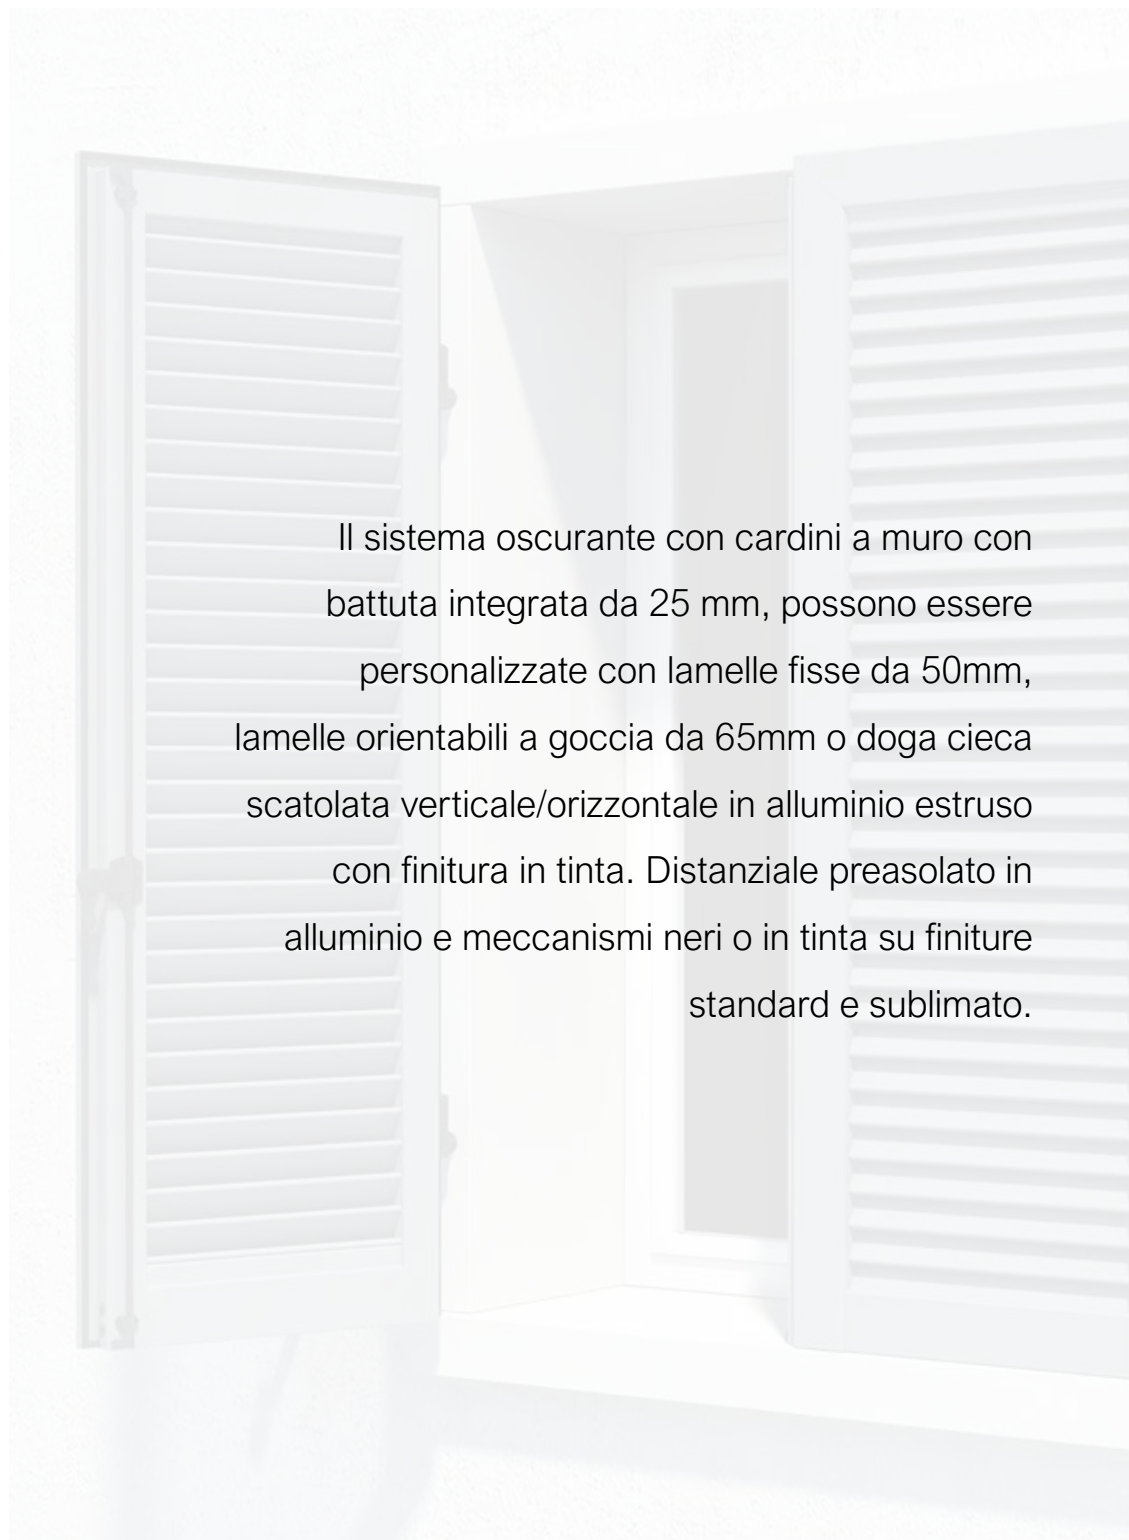 Il sistema oscurante con cardini a muro con
battuta integrata da 25 mm, possono essere
personalizzate con lamelle fisse da 50mm,
lamelle orientabili a goccia da 65mm o doga cieca
scatolata verticale/orizzontale in alluminio estruso
con finitura in tinta. Distanziale preasolato in
alluminio e meccanismi neri o in tinta su finiture
standard e sublimato.